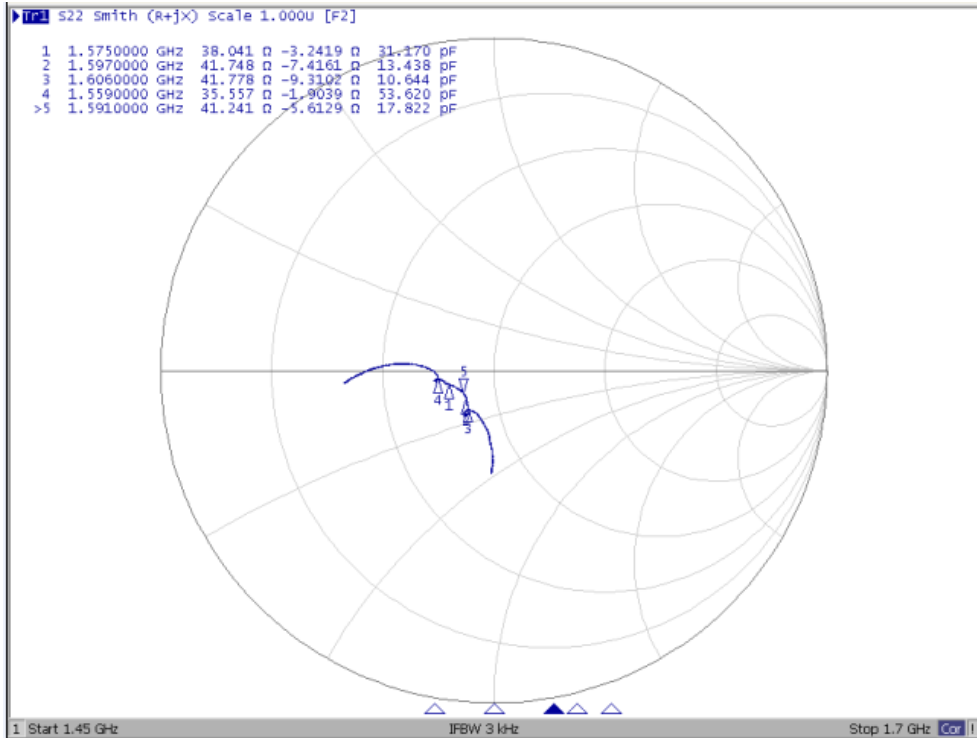 Tr1 S22 Smith (R+jX) Scale 1.000U [F2]
1 1.5750000 GHz 38.041 Ω -3.2419 Ω 31.170 pF
2 1.5970000 GHz 41.748 Ω -7.4161 Ω 13.438 pF
3 1.6060000 GHz 41.778 Ω -9.3102 Ω 10.644 pF
4 1.5590000 GHz 35.557 Ω -1.9039 Ω 53.620 pF
>5 1.5910000 GHz 41.241 Ω -5.6129 Ω 17.822 pF
5
4 1
3
1 Start 1.45 GHz IFBW 3 kHz Stop 1.7 GHz Cor !